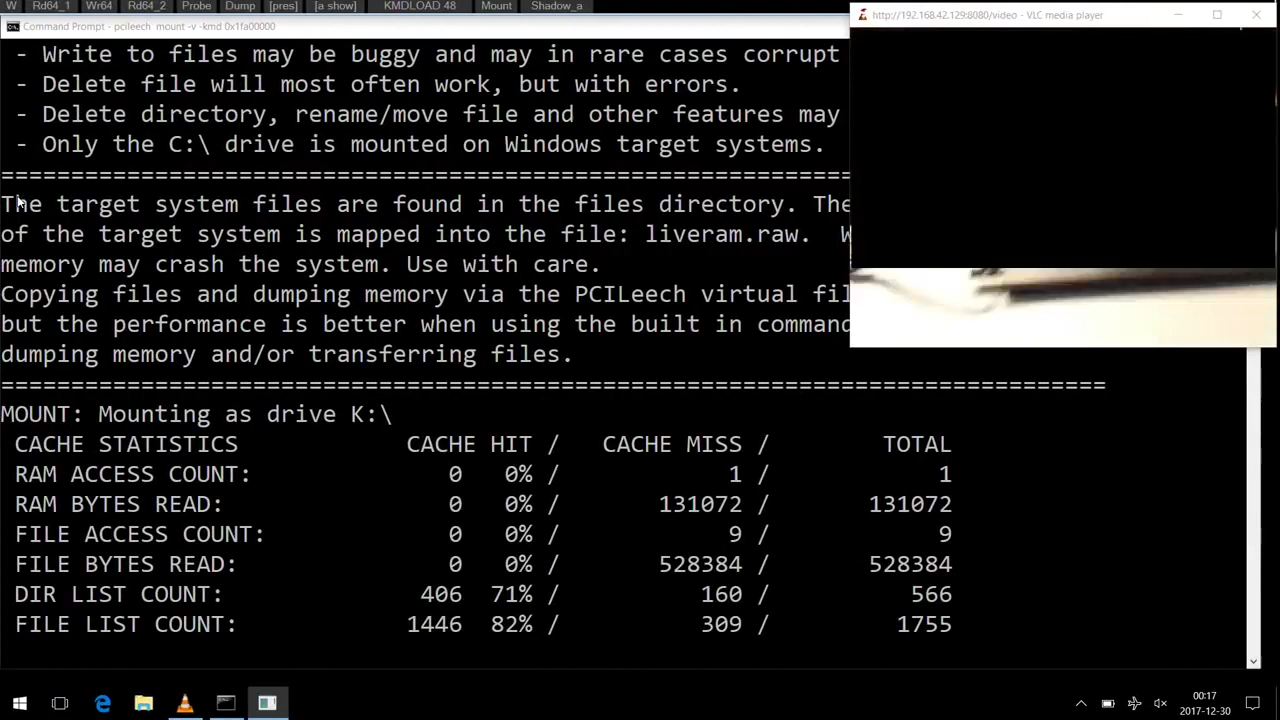 W Rd64_1 Wr64 Rd64_2 Probe Dump [pres] [a show] KMDLOAD 48 Mount Shadow_a
Command Prompt - pcileech mount -v -kmd 0x1fa00000
http://192.168.42.129:8080/video - VLC media player
- Write to files may be buggy and may in rare cases corrupt
- Delete file will most often work, but with errors.
- Delete directory, rename/move file and other features may
- Only the C:\ drive is mounted on Windows target systems.
=====================================================================
The target system files are found in the files directory. The
of the target system is mapped into the file: liveram.raw. W
memory may crash the system. Use with care.
Copying files and dumping memory via the PCILeech virtual fil
but the performance is better when using the built in command
dumping memory and/or transferring files.
===============================================================================
MOUNT: Mounting as drive K:\
CACHE STATISTICS CACHE HIT / CACHE MISS / TOTAL
RAM ACCESS COUNT: 0 0% / 1 / 1
RAM BYTES READ: 0 0% / 131072 / 131072
FILE ACCESS COUNT: 0 0% / 9 / 9
FILE BYTES READ: 0 0% / 528384 / 528384
DIR LIST COUNT: 406 71% / 160 / 566
FILE LIST COUNT: 1446 82% / 309 / 1755
00:17
2017-12-30